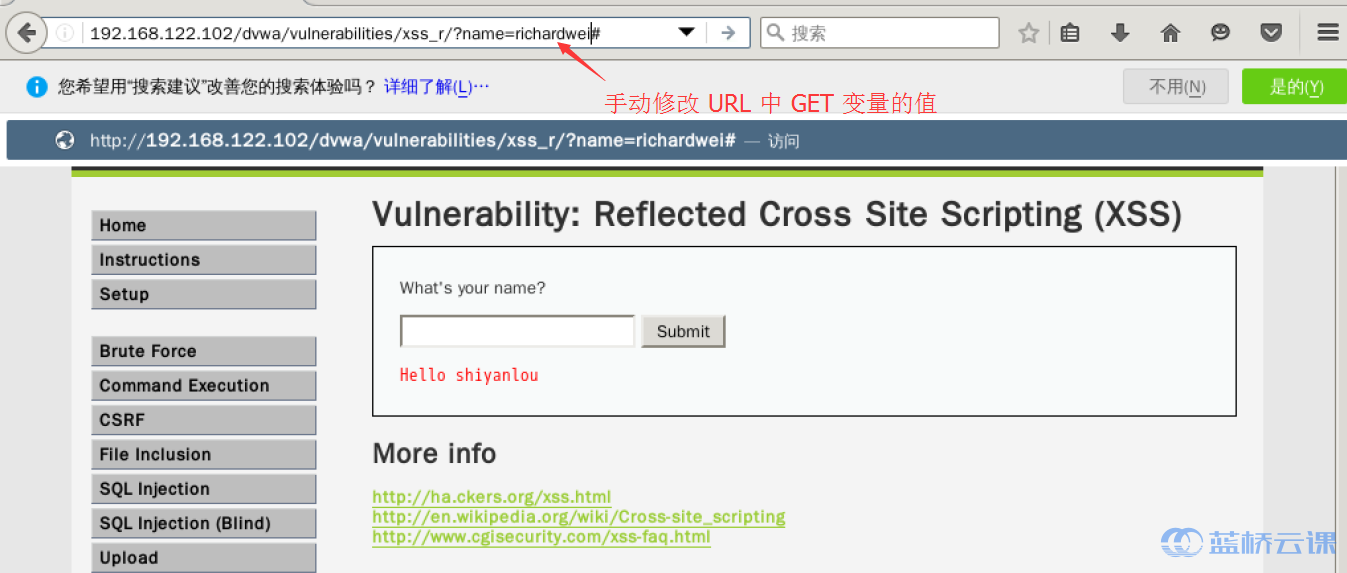 192.168.122.102/dvwa/vulnerabilities/xss_r/?name=richardwei#
搜索
您希望用“搜索建议”改善您的搜索体验吗？ 详细了解(L)…
不用(N)
是的(Y)
手动修改 URL 中 GET 变量的值
http://192.168.122.102/dvwa/vulnerabilities/xss_r/?name=richardwei# — 访问
Home
Instructions
Setup
Brute Force
Command Execution
CSRF
File Inclusion
SQL Injection
SQL Injection (Blind)
Upload
Vulnerability: Reflected Cross Site Scripting (XSS)
What's your name?
Submit
Hello shiyanlou
More info
http://ha.ckers.org/xss.html
http://en.wikipedia.org/wiki/Cross-site_scripting
http://www.cgisecurity.com/xss-faq.html
蓝桥云课